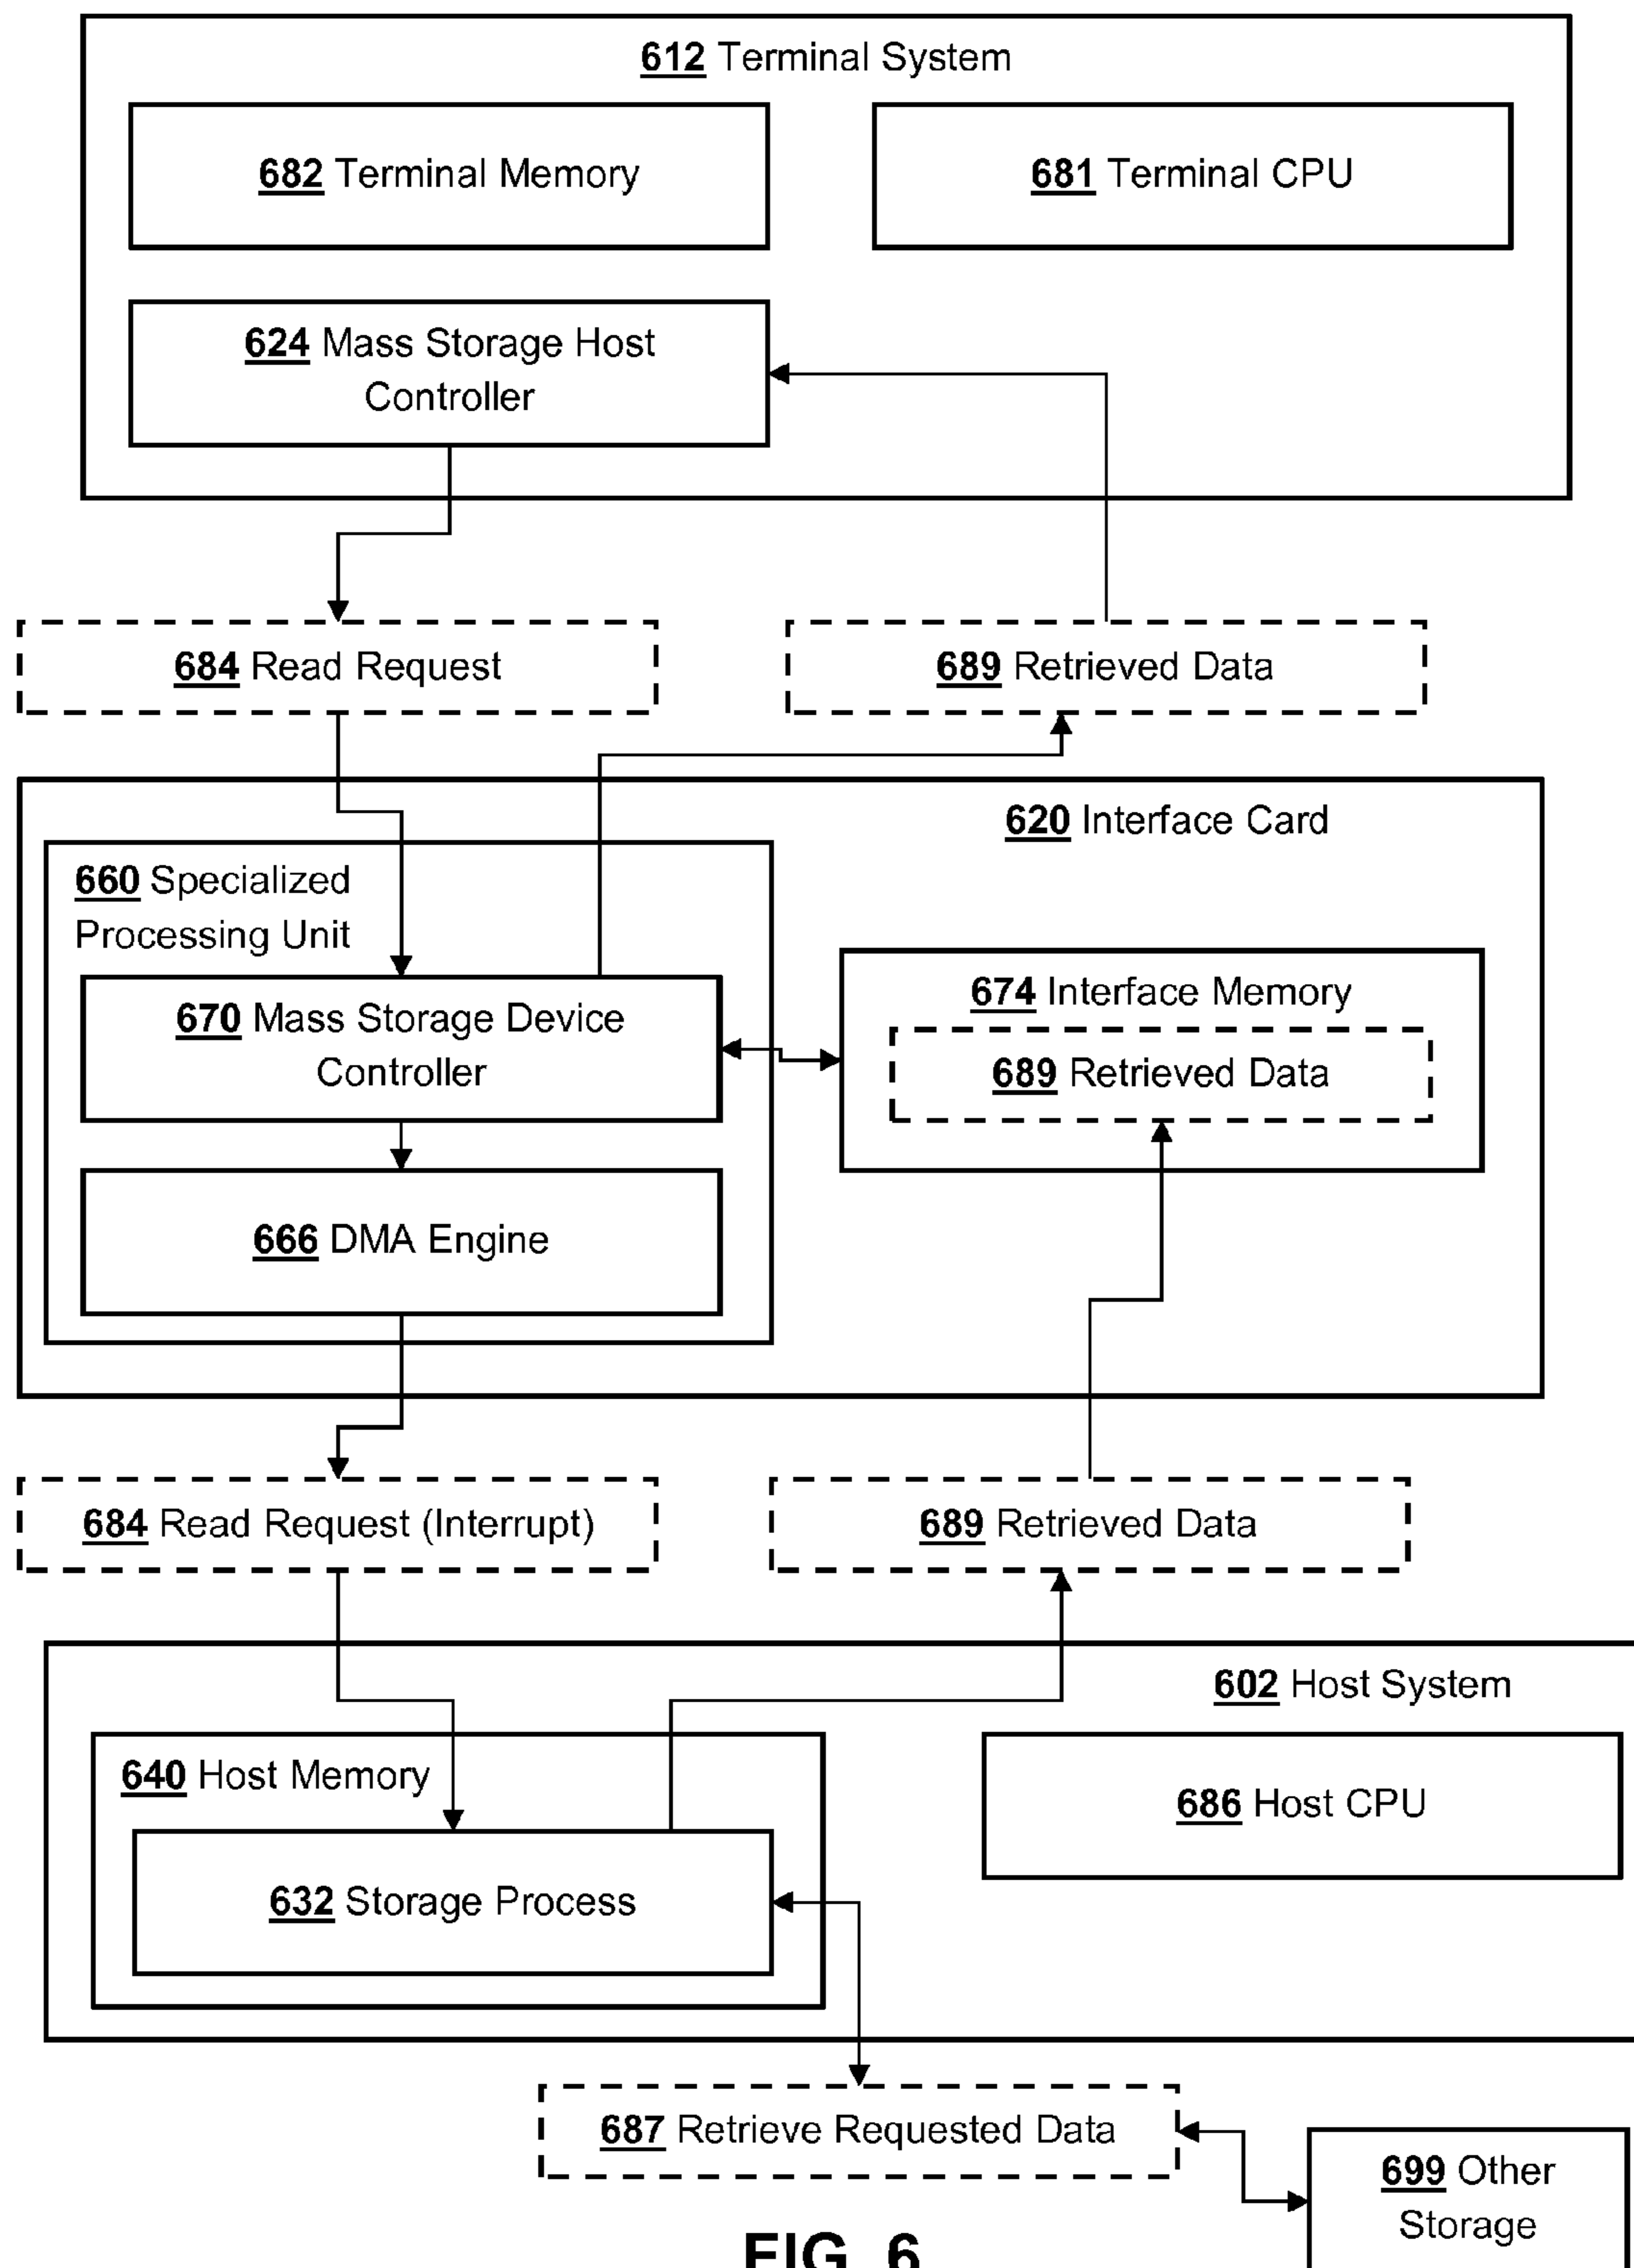 612 Terminal System
682 Terminal Memory
681 Terminal CPU
624 Mass Storage Host
Controller
684 Read Request
689 Retrieved Data
620 Interface Card
660 Specialized
Processing Unit
670 Mass Storage Device
Controller
674 Interface Memory
689 Retrieved Data
666 DMA Engine
684 Read Request (Interrupt)
689 Retrieved Data
602 Host System
640 Host Memory
686 Host CPU
632 Storage Process
687 Retrieve Requested Data
699 Other
Storage
FIG. 6